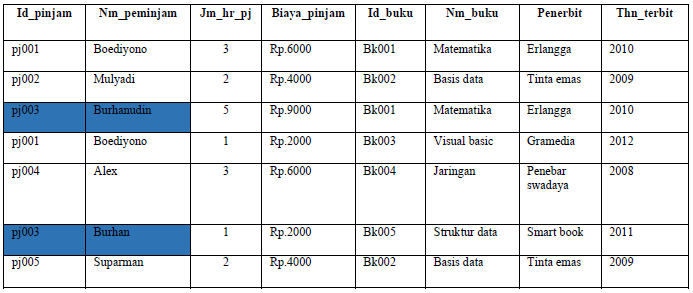 Id_pinjam Nm_peminjam Jm_hr_pj Biaya_pinjam Id_buku Nm_buku Penerbit Thn_terbit
pj001 Boediyono 3 Rp.6000 Bk001 Matematika Erlangga 2010
pj002 Mulyadi 2 Rp.4000 Bk002 Basis data Tinta emas 2009
pj003 Burhanudin 5 Rp.9000 Bk001 Matematika Erlangga 2010
pj001 Boediyono 1 Rp.2000 Bk003 Visual basic Gramedia 2012
pj004 Alex 3 Rp.6000 Bk004 Jaringan Penebar 2008
swadaya
pj003 Burhan 1 Rp.2000 Bk005 Struktur data Smart book 2011
pj005 Suparman 2 Rp.4000 Bk002 Basis data Tinta emas 2009